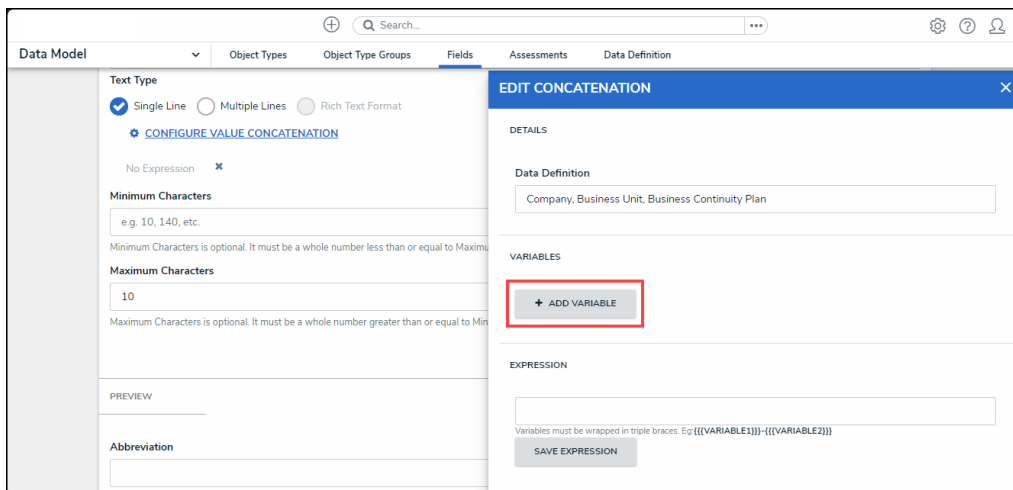 Search...
Data Model
Object Types
Object Type Groups
Fields
Assessments
Data Definition
Text Type
Single Line
Multiple Lines
Rich Text Format
CONFIGURE VALUE CONCATENATION
No Expression
Minimum Characters
e.g. 10, 140, etc.
Minimum Characters is optional. It must be a whole number less than or equal to Maximu
Maximum Characters
10
Maximum Characters is optional. It must be a whole number greater than or equal to Min
PREVIEW
Abbreviation
EDIT CONCATENATION
DETAILS
Data Definition
Company, Business Unit, Business Continuity Plan
VARIABLES
+ ADD VARIABLE
EXPRESSION
Variables must be wrapped in triple braces. Eg:{{{VARIABLE1}}}-{{{VARIABLE2}}}
SAVE EXPRESSION